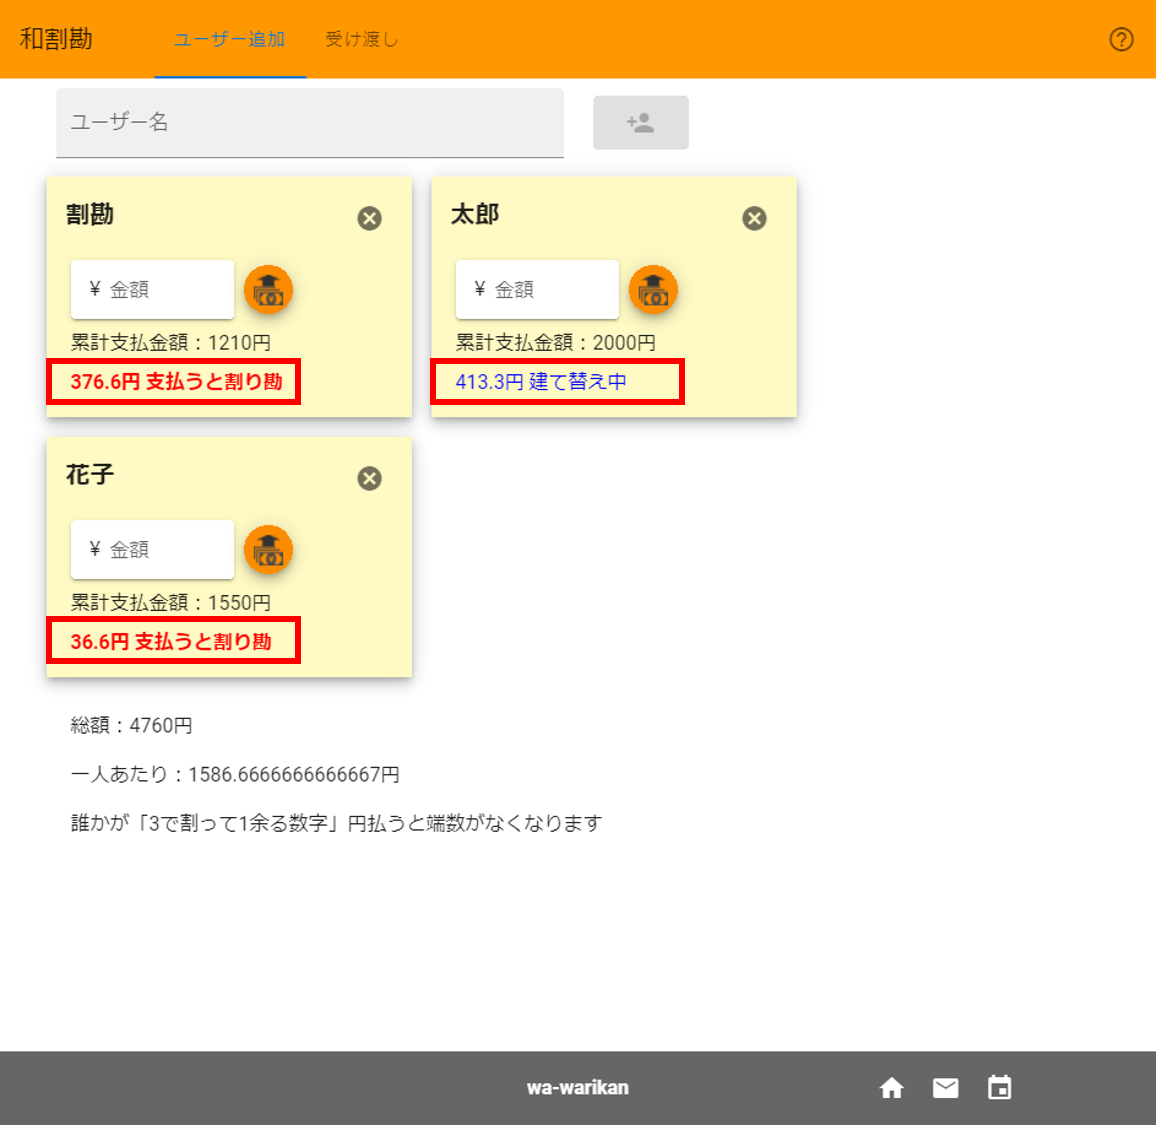 和割勘 ユーザー追加 受け渡し
ユーザー名
割勘
¥ 金額
累計支払金額：1210円
376.6円 支払うと割り勘
太郎
¥ 金額
累計支払金額：2000円
413.3円 建て替え中
花子
¥ 金額
累計支払金額：1550円
36.6円 支払うと割り勘
総額：4760円
一人あたり：1586.6666666666667円
誰かが「3で割って1余る数字」円払うと端数がなくなります
wa-warikan